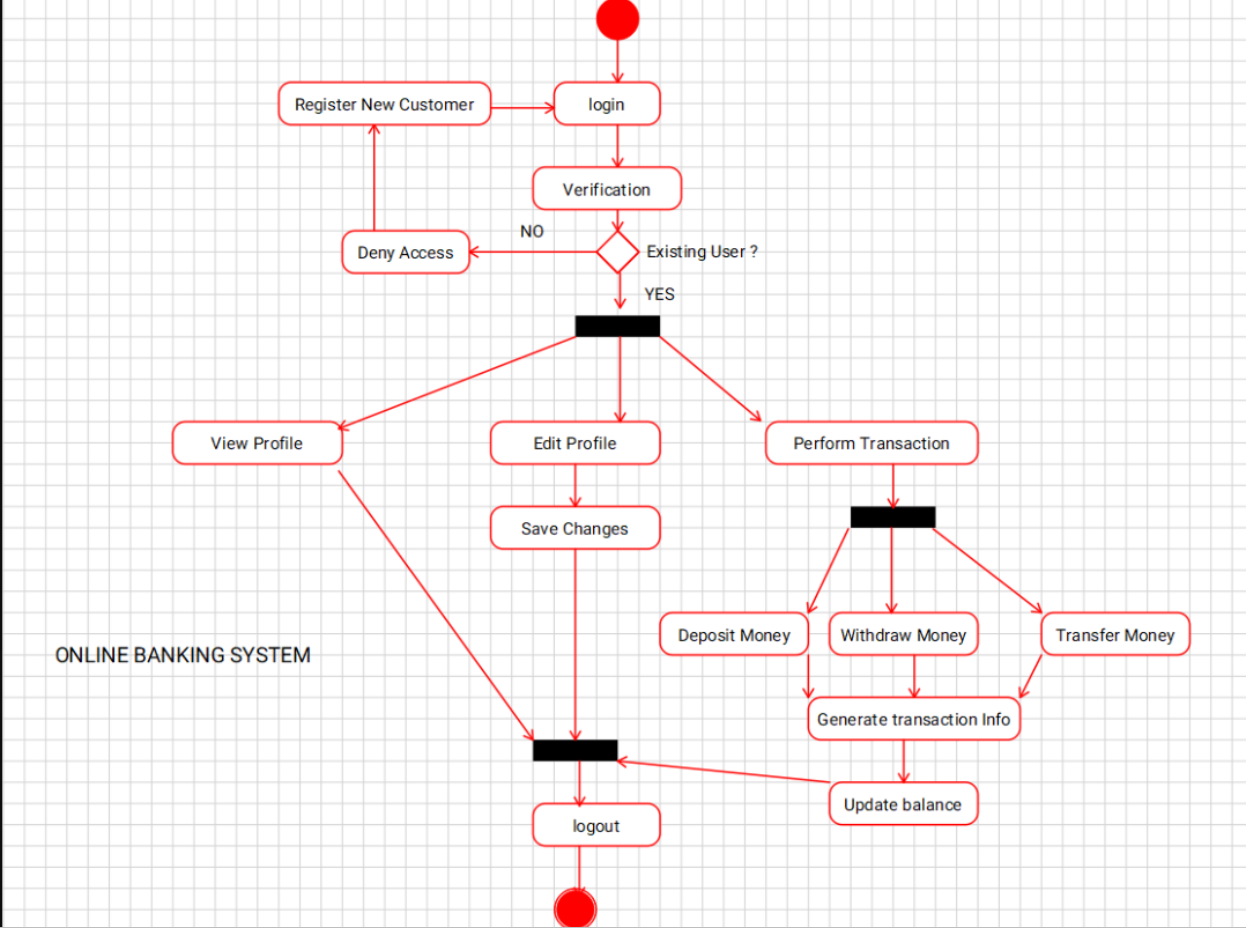 Register New Customer
login
Verification
NO
Deny Access
Existing User ?
YES
View Profile
Edit Profile
Perform Transaction
Save Changes
Deposit Money
Withdraw Money
Transfer Money
ONLINE BANKING SYSTEM
Generate transaction Info
Update balance
logout